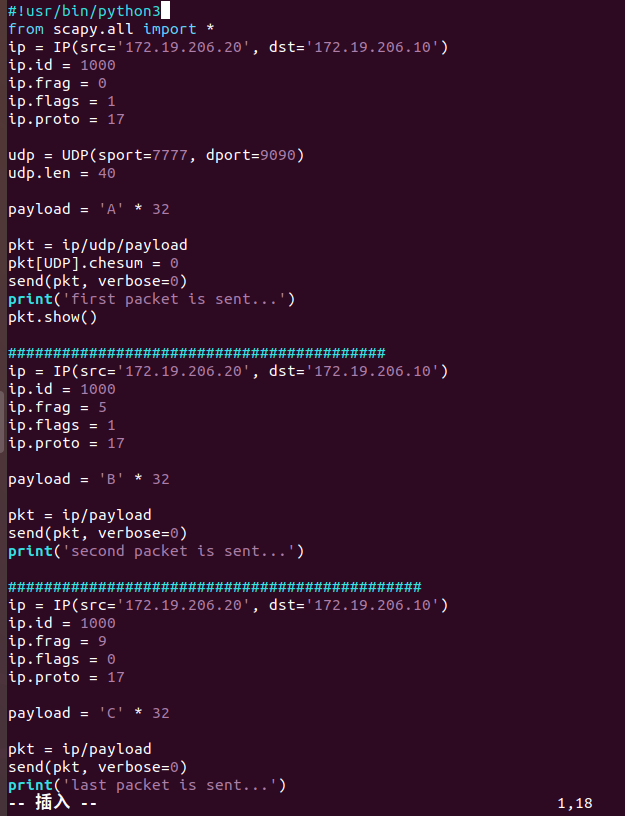 #!usr/bin/python3
from scapy.all import *
ip = IP(src='172.19.206.20', dst='172.19.206.10')
ip.id = 1000
ip.frag = 0
ip.flags = 1
ip.proto = 17
udp = UDP(sport=7777, dport=9090)
udp.len = 40
payload = 'A' * 32
pkt = ip/udp/payload
pkt[UDP].chesum = 0
send(pkt, verbose=0)
print('first packet is sent...')
pkt.show()
##########################################
ip = IP(src='172.19.206.20', dst='172.19.206.10')
ip.id = 1000
ip.frag = 5
ip.flags = 1
ip.proto = 17
payload = 'B' * 32
pkt = ip/payload
send(pkt, verbose=0)
print('second packet is sent...')
##############################################
ip = IP(src='172.19.206.20', dst='172.19.206.10')
ip.id = 1000
ip.frag = 9
ip.flags = 0
ip.proto = 17
payload = 'C' * 32
pkt = ip/payload
send(pkt, verbose=0)
print('last packet is sent...')
-- 插入 -- 1,18